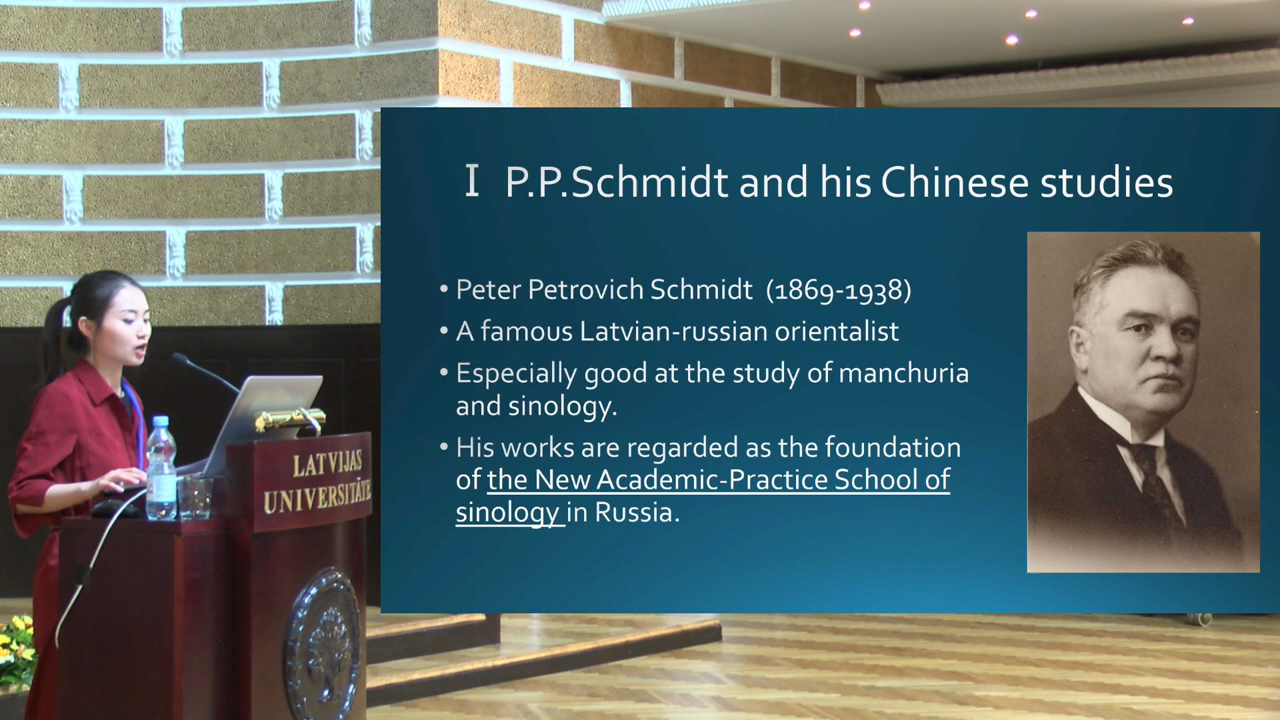 I P.P.Schmidt and his Chinese studies
• Peter Petrovich Schmidt (1869-1938)
• A famous Latvian-russian orientalist
• Especially good at the study of manchuria
and sinology.
• His works are regarded as the foundation
of the New Academic-Practice School of
sinology in Russia.
LATVIJAS
UNIVERSITĀTE